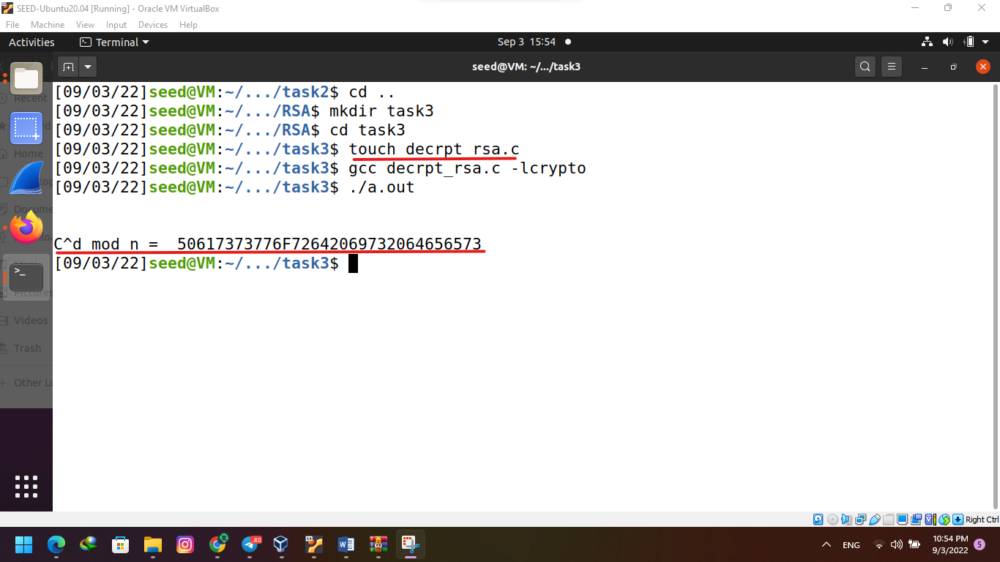 SEED-Ubuntu20.04 [Running] - Oracle VM VirtualBox
File Machine View Input Devices Help
Activities Terminal Sep 3 15:54
seed@VM: ~/.../task3
[09/03/22]seed@VM:~/.../task2$ cd ..
[09/03/22]seed@VM:~/.../RSA$ mkdir task3
[09/03/22]seed@VM:~/.../RSA$ cd task3
[09/03/22]seed@VM:~/.../task3$ touch decrpt_rsa.c
[09/03/22]seed@VM:~/.../task3$ gcc decrpt_rsa.c -lcrypto
[09/03/22]seed@VM:~/.../task3$ ./a.out
C^d mod n = 50617373776F72642069732064656573
[09/03/22]seed@VM:~/.../task3$
Recent
Home
Docume
Pictures
Videos
Trash
Other Lo
Right Ctrl
80
ENG
10:54 PM
9/3/2022
5